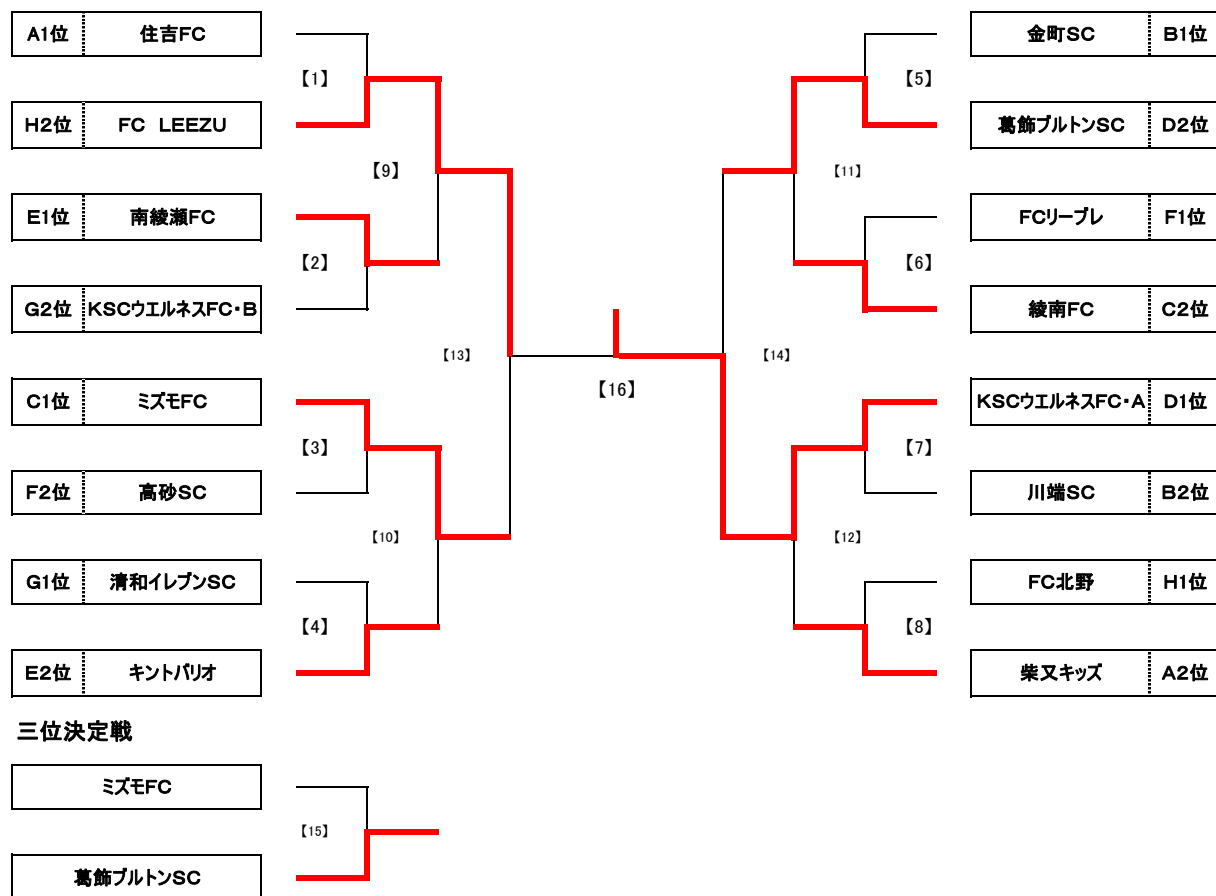 A1位 住吉FC
金町SC B1位
【1】
【5】
H2位 FC LEEZU
葛飾ブルトンSC D2位
【9】
【11】
E1位 南綾瀬FC
FCリーブレ F1位
【2】
【6】
G2位 KSCウエルネスFC・B
綾南FC C2位
【13】
【14】
【16】
C1位 ミズモFC
KSCウエルネスFC・A D1位
【3】
【7】
F2位 高砂SC
川端SC B2位
【10】
【12】
G1位 清和イレブンSC
FC北野 H1位
【4】
【8】
E2位 キントバリオ
柴又キッズ A2位
三位決定戦
ミズモFC
【15】
葛飾ブルトンSC